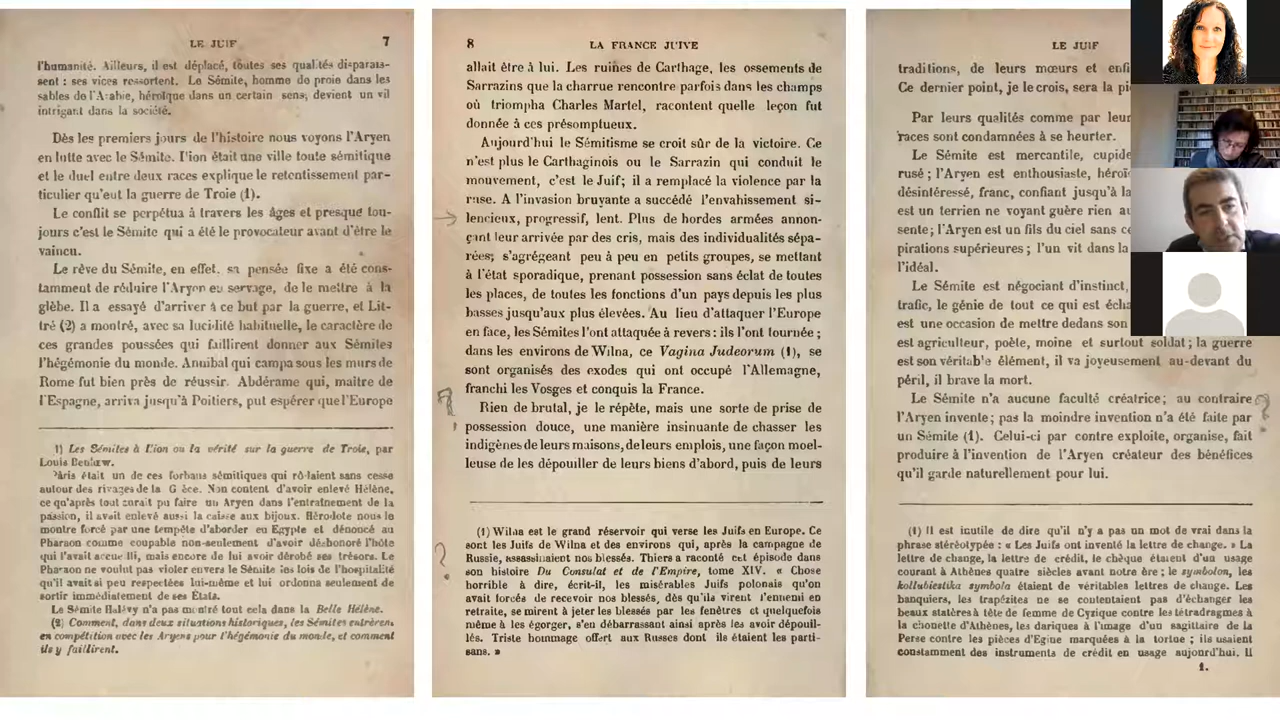 LE JUIF 7
l'humanité. Ailleurs, il est déplacé, toutes ses qualités disparais-
sent : ses vices ressortent. Le Sémite, homme de proie dans les
sables de l'Arabie, héroïque dans un certain sens, devient un vil
intrigant dans la société.
Dès les premiers jours de l'histoire nous voyons l'Aryen
en lutte avec le Sémite. l'ion était une ville toute sémitique
et le duel entre deux races explique le retentissement par-
ticulier qu'eut la guerre de Troie (1).
Le conflit se perpétua à travers les âges et presque tou-
jours c'est le Sémite qui a été le provocateur avant d'être le
vaincu.
Le rêve du Sémite, en effet. sa pensée fixe a été cons-
tamment de réduire l'Aryen en servage, de le mettre à la
glèbe. Il a essayé d'arriver à ce but par la guerre, et Lit-
tré (2) a montré, avec sa lucidité habituelle, le caractère de
ces grandes poussées qui faillirent donner aux Sémites
l'hégémonie du monde. Annibal qui campa sous les murs de
Rome fut bien près de réussir. Abdérame qui, maître de
l'Espagne, arriva jusqu'à Poitiers, put espérer que l'Europe
1) Les Sémites à Ilion ou la vérité sur la guerre de Troie, par
Louis Benlœw.
Pâris était un de ces forbans sémitiques qui rôdaient sans cesse
autour des rivages de la Grèce. Non content d'avoir enlevé Hélène,
ce qu'après tout aurait pu faire un Aryen dans l'entraînement de la
passion, il avait enlevé aussi la caisse aux bijoux. Hérodote nous le
montre forcé par une tempête d'aborder en Egypte et dénoncé au
Pharaon comme coupable non-seulement d'avoir déshonoré l'hôte
qui l'avait accueilli, mais encore de lui avoir dérobé ses trésors. Le
Pharaon ne voulut pas violer envers le Sémite les lois de l'hospitalité
qu'il avait si peu respectées lui-même et lui ordonna seulement de
sortir immédiatement de ses États.
Le Sémite Halévy n'a pas montré tout cela dans la Belle Hélène.
(2) Comment, dans deux situations historiques, les Sémites entrèrent
en compétition avec les Aryens pour l'hégémonie du monde, et comment
ils y faillirent.
8 LA FRANCE JUIVE
allait être à lui. Les ruines de Carthage, les ossements de
Sarrazins que la charrue rencontre parfois dans les champs
où triompha Charles Martel, racontent quelle leçon fut
donnée à ces présomptueux.
Aujourd'hui le Sémitisme se croit sûr de la victoire. Ce
n'est plus le Carthaginois ou le Sarrazin qui conduit le
mouvement, c'est le Juif; il a remplacé la violence par la
ruse. A l'invasion bruyante a succédé l'envahissement si-
lencieux, progressif, lent. Plus de hordes armées annon-
çant leur arrivée par des cris, mais des individualités sépa-
rées; s'agrégeant peu à peu en petits groupes, se mettant
à l'état sporadique, prenant possession sans éclat de toutes
les places, de toutes les fonctions d'un pays depuis les plus
basses jusqu'aux plus élevées. Au lieu d'attaquer l'Europe
en face, les Sémites l'ont attaquée à revers : ils l'ont tournée ;
dans les environs de Wilna, ce Vagina Judeorum (1), se
sont organisés des exodes qui ont occupé l'Allemagne,
franchi les Vosges et conquis la France.
Rien de brutal, je le répète, mais une sorte de prise de
possession douce, une manière insinuante de chasser les
indigènes de leurs maisons, de leurs emplois, une façon moel-
leuse de les dépouiller de leurs biens d'abord, puis de leurs
(1) Wilna est le grand réservoir qui verse les Juifs en Europe. Ce
sont les Juifs de Wilna et des environs qui, après la campagne de
Russie, assassinaient nos blessés. Thiers a raconté cet épisode dans
son histoire Du Consulat et de l'Empire, tome XIV. « Chose
horrible à dire, écrit-il, les misérables Juifs polonais qu'on
avait forcés de recevoir nos blessés, dès qu'ils virent l'ennemi en
retraite, se mirent à jeter les blessés par les fenêtres et quelquefois
même à les égorger, s'en débarrassant ainsi après les avoir dépouil-
lés. Triste hommage offert aux Russes dont ils étaient les parti-
sans. »
LE JUIF
traditions, de leurs mœurs et enfi
Ce dernier point, je le crois, sera la pi
Par leurs qualités comme par leur
races sont condamnées à se heurter.
Le Sémite est mercantile, cupide
rusé ; l'Aryen est enthousiaste, héroï
désintéressé, franc, confiant jusqu'à la
est un terrien ne voyant guère rien au
sente ; l'Aryen est un fils du ciel sans ce
pirations supérieures ; l'un vit dans la
l'idéal.
Le Sémite est négociant d'instinct,
trafic, le génie de tout ce qui est écha
est une occasion de mettre dedans son
est agriculteur, poète, moine et surtout soldat; la guerre
est son véritable élément, il va joyeusement au-devant du
péril, il brave la mort.
Le Sémite n'a aucune faculté créatrice ; au contraire
l'Aryen invente ; pas la moindre invention n'a été faite par
un Sémite (1). Celui-ci par contre exploite, organise, fait
produire à l'invention de l'Aryen créateur des bénéfices
qu'il garde naturellement pour lui.
(1) Il est inutile de dire qu'il n'y a pas un mot de vrai dans la
phrase stéréotypée : « Les Juifs ont inventé la lettre de change. » La
lettre de change, la lettre de crédit, le chèque étaient d'un usage
courant à Athènes quatre siècles avant notre ère ; le symbolon, les
kollubistika symbola étaient de véritables lettres de change. Les
banquiers, les trapézites ne se contentaient pas d'échanger les
beaux statères à tête de femme de Cyzique contre les tétradragmes à
la chouette d'Athènes, les dariques à l'image d'un sagittaire de la
Perse contre les pièces d'Egine marquées à la tortue ; ils usaient
constamment des instruments de crédit en usage aujourd'hui. Il
1.